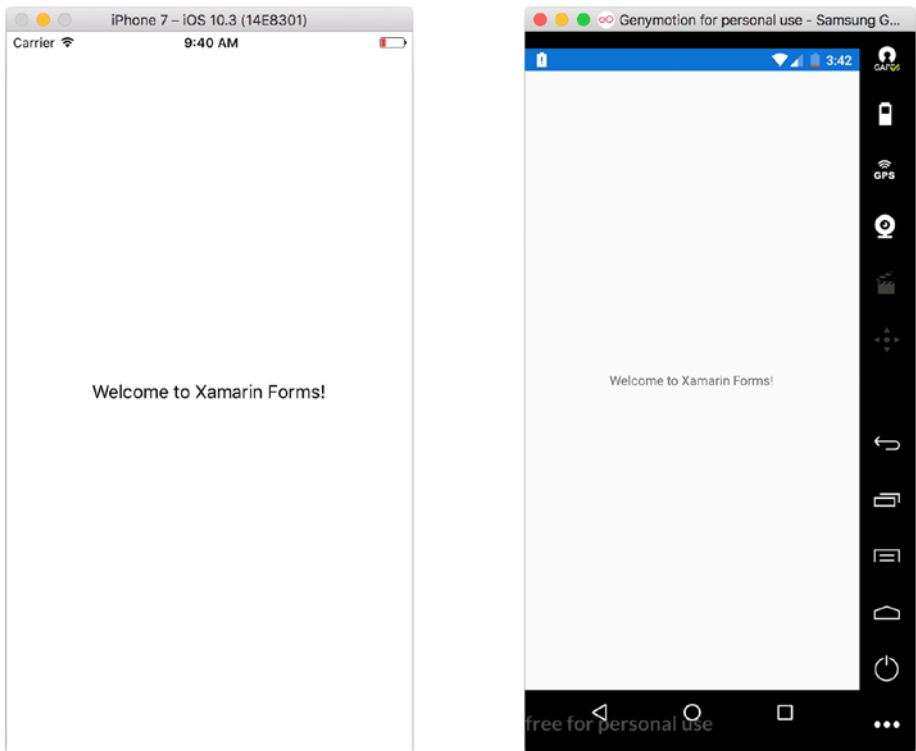 iPhone 7 – iOS 10.3 (14E8301)
Carrier 9:40 AM
Welcome to Xamarin Forms!
Genymotion for personal use - Samsung G...
3:42
GAPPS
GPS
Welcome to Xamarin Forms!
free for personal use